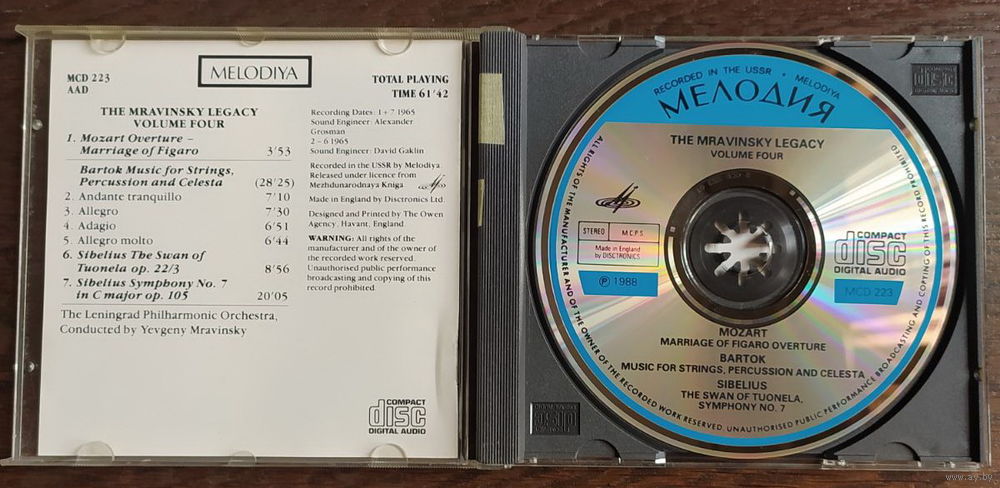 MCD 223
AAD
MELODIYA
TOTAL PLAYING
TIME 61'42
THE MRAVINSKY LEGACY
VOLUME FOUR
1. Mozart Overture –
Marriage of Figaro 3'53
Bartok Music for Strings,
Percussion and Celesta (28'25)
2. Andante tranquillo 7'10
3. Allegro 7'30
4. Adagio 6'51
5. Allegro molto 6'44
6. Sibelius The Swan of
Tuonela op. 22/3 8'56
7. Sibelius Symphony No. 7
in C major op. 105 20'05
The Leningrad Philharmonic Orchestra,
Conducted by Yevgeny Mravinsky
Recording Dates: 1+7 1965
Sound Engineer: Alexander
Grosman
2–6 1965
Sound Engineer: David Gaklin
Recorded in the USSR by Melodiya.
Released under licence from
Mezhdunarodnaya Kniga
Made in England by Disctronics Ltd.
Designed and Printed by The Owen
Agency, Havant, England
WARNING: All rights of the
manufacturer and of the owner of
the recorded work reserved.
Unauthorised public performance
broadcasting and copying of this
record prohibited.
COMPACT
disc
DIGITAL AUDIO
RECORDED IN THE USSR • MELODIYA
МЕЛОДИЯ
THE MRAVINSKY LEGACY
VOLUME FOUR
STEREO
M.C.P.S
Made in England
by DISCTRONICS
℗ 1988
COMPACT
disc
DIGITAL AUDIO
MCD 223
MOZART
MARRIAGE OF FIGARO OVERTURE
BARTOK
MUSIC FOR STRINGS, PERCUSSION AND CELESTA
SIBELIUS
THE SWAN OF TUONELA,
SYMPHONY NO. 7
ALL RIGHTS OF THE MANUFACTURER AND OF THE OWNER OF THE RECORDED WORK RESERVED. UNAUTHORISED PUBLIC PERFORMANCE BROADCASTING AND COPYING OF THIS RECORD PROHIBITED
disc
disc
www.ay.by